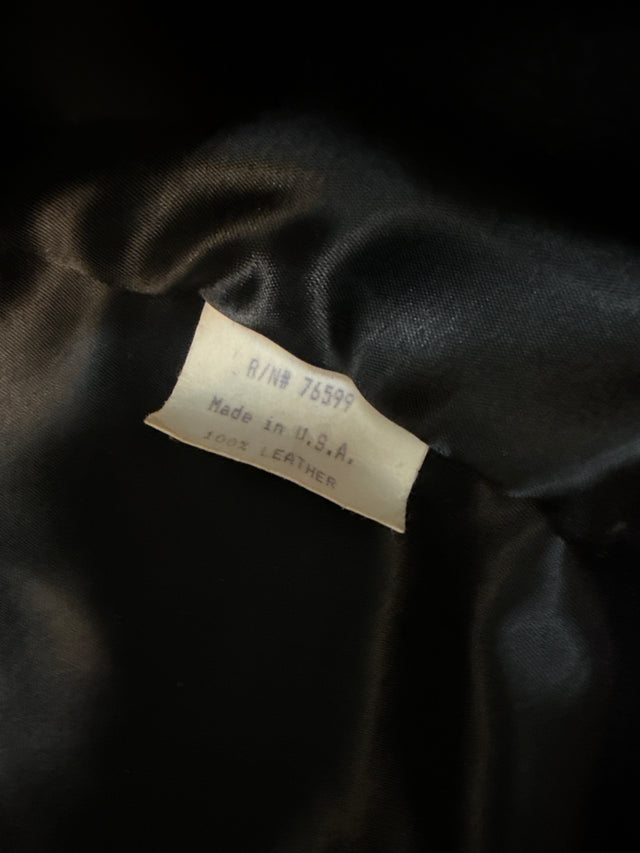 R/N# 76599
Made in U.S.A.
100% LEATHER